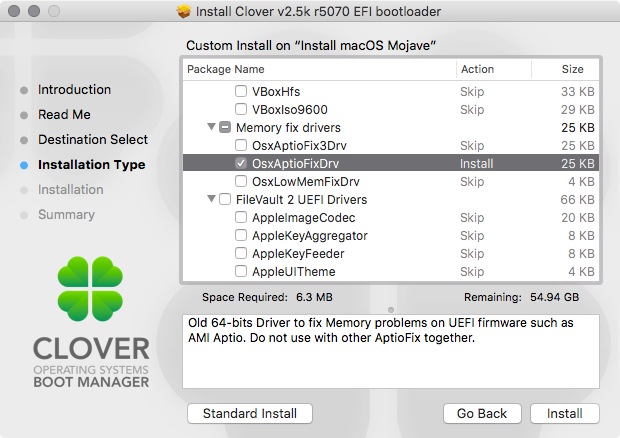 Install Clover v2.5k r5070 EFI bootloader
Custom Install on “Install macOS Mojave”
Introduction
Read Me
Destination Select
Installation Type
Installation
Summary
Package Name Action Size
VBoxHfs Skip 33 KB
VBoxIso9600 Skip 29 KB
Memory fix drivers 25 KB
OsxAptioFix3Drv Skip 25 KB
OsxAptioFixDrv Install 25 KB
OsxLowMemFixDrv Skip 4 KB
FileVault 2 UEFI Drivers 66 KB
AppleImageCodec Skip 20 KB
AppleKeyAggregator Skip 8 KB
AppleKeyFeeder Skip 8 KB
AppleUITheme Skip 4 KB
Space Required: 6.3 MB Remaining: 54.94 GB
Old 64-bits Driver to fix Memory problems on UEFI firmware such as
AMI Aptio. Do not use with other AptioFix together.
CLOVER
OPERATING SYSTEMS
BOOT MANAGER
Standard Install Go Back Install